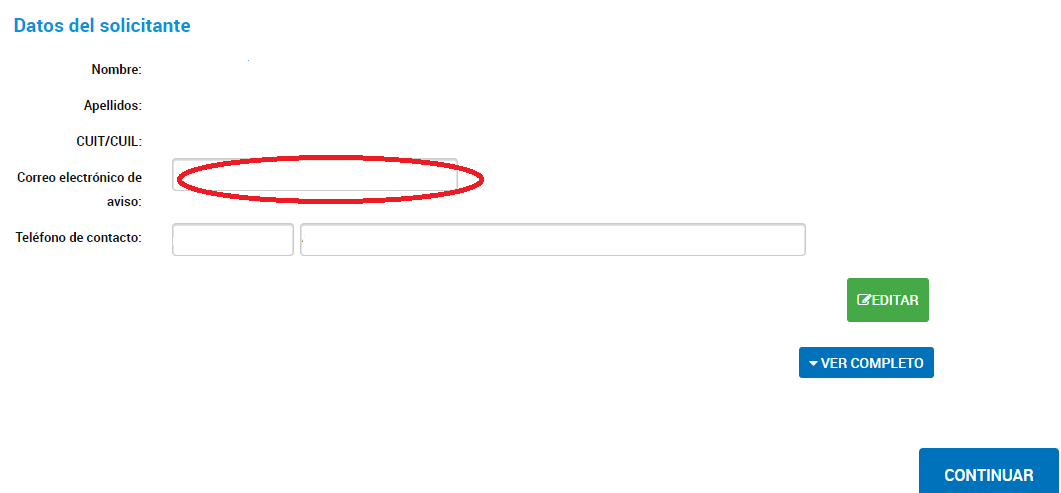 Datos del solicitante
Nombre:
Apellidos:
CUIT/CUIL:
Correo electrónico de
aviso:
Teléfono de contacto:
EDITAR
VER COMPLETO
CONTINUAR